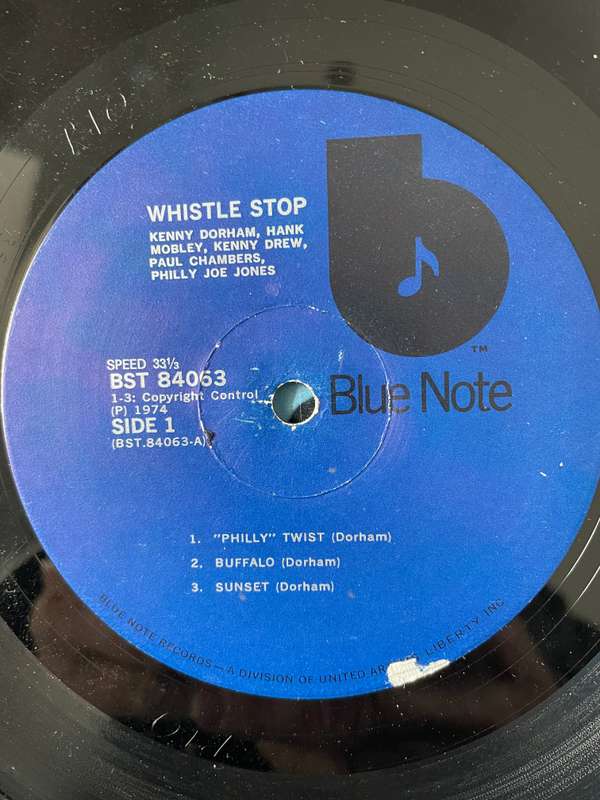 WHISTLE STOP
KENNY DORHAM, HANK
MOBLEY, KENNY DREW,
PAUL CHAMBERS,
PHILLY JOE JONES
TM
Blue Note
SPEED 33⅓
BST 84063
1-3: Copyright Control
(P) 1974
SIDE 1
(BST.84063-A)
1. "PHILLY" TWIST (Dorham)
2. BUFFALO (Dorham)
3. SUNSET (Dorham)
BLUE NOTE RECORDS—A DIVISION OF UNITED LIBERTY, INC